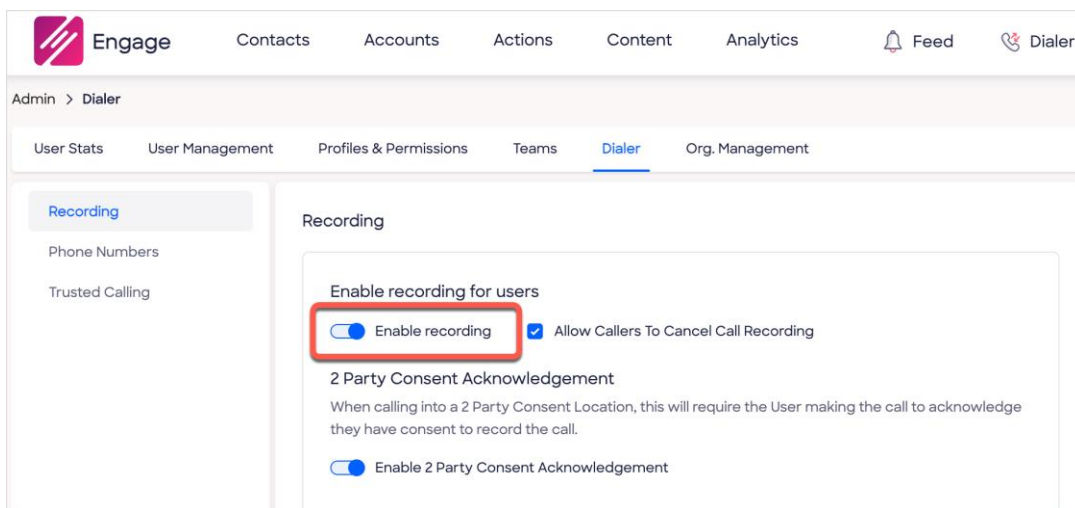 Engage Contacts Accounts Actions Content Analytics Feed Dialer
Admin > Dialer
User Stats User Management Profiles & Permissions Teams Dialer Org. Management
Recording
Phone Numbers
Trusted Calling
Recording
Enable recording for users
Enable recording Allow Callers To Cancel Call Recording
2 Party Consent Acknowledgement
When calling into a 2 Party Consent Location, this will require the User making the call to acknowledge
they have consent to record the call.
Enable 2 Party Consent Acknowledgement